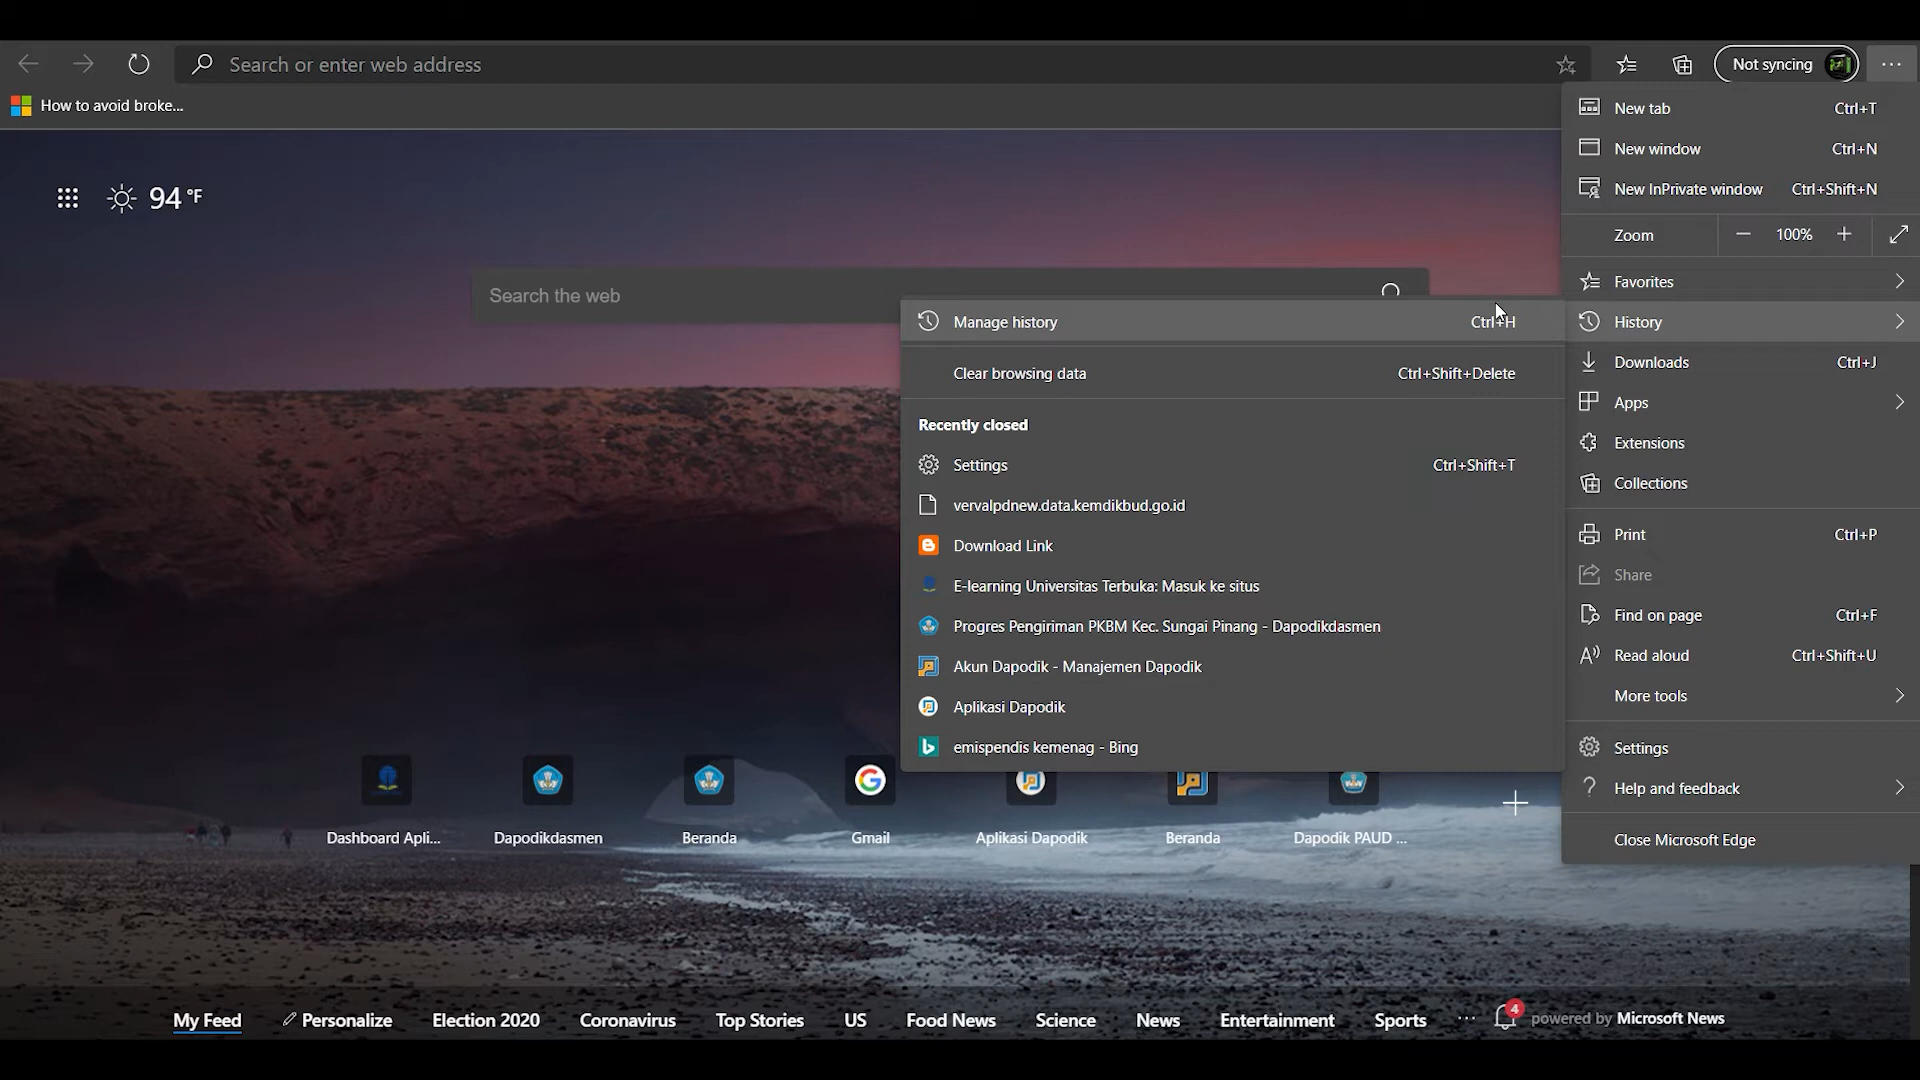 Search or enter web address
Not syncing
How to avoid broke...
94 °F
Search the web
New tab Ctrl+T
New window Ctrl+N
New InPrivate window Ctrl+Shift+N
Zoom 100%
Favorites
History
Downloads Ctrl+J
Apps
Extensions
Collections
Print Ctrl+P
Share
Find on page Ctrl+F
Read aloud Ctrl+Shift+U
More tools
Settings
Help and feedback
Close Microsoft Edge
Manage history Ctrl+H
Clear browsing data Ctrl+Shift+Delete
Recently closed
Settings Ctrl+Shift+T
vervalpdnew.data.kemdikbud.go.id
Download Link
E-learning Universitas Terbuka: Masuk ke situs
Progres Pengiriman PKBM Kec. Sungai Pinang - Dapodikdasmen
Akun Dapodik - Manajemen Dapodik
Aplikasi Dapodik
emispendis kemenag - Bing
Dashboard Apli... Dapodikdasmen Beranda Gmail Aplikasi Dapodik Beranda Dapodik PAUD ...
My Feed Personalize Election 2020 Coronavirus Top Stories US Food News Science News Entertainment Sports ... 4 powered by Microsoft News